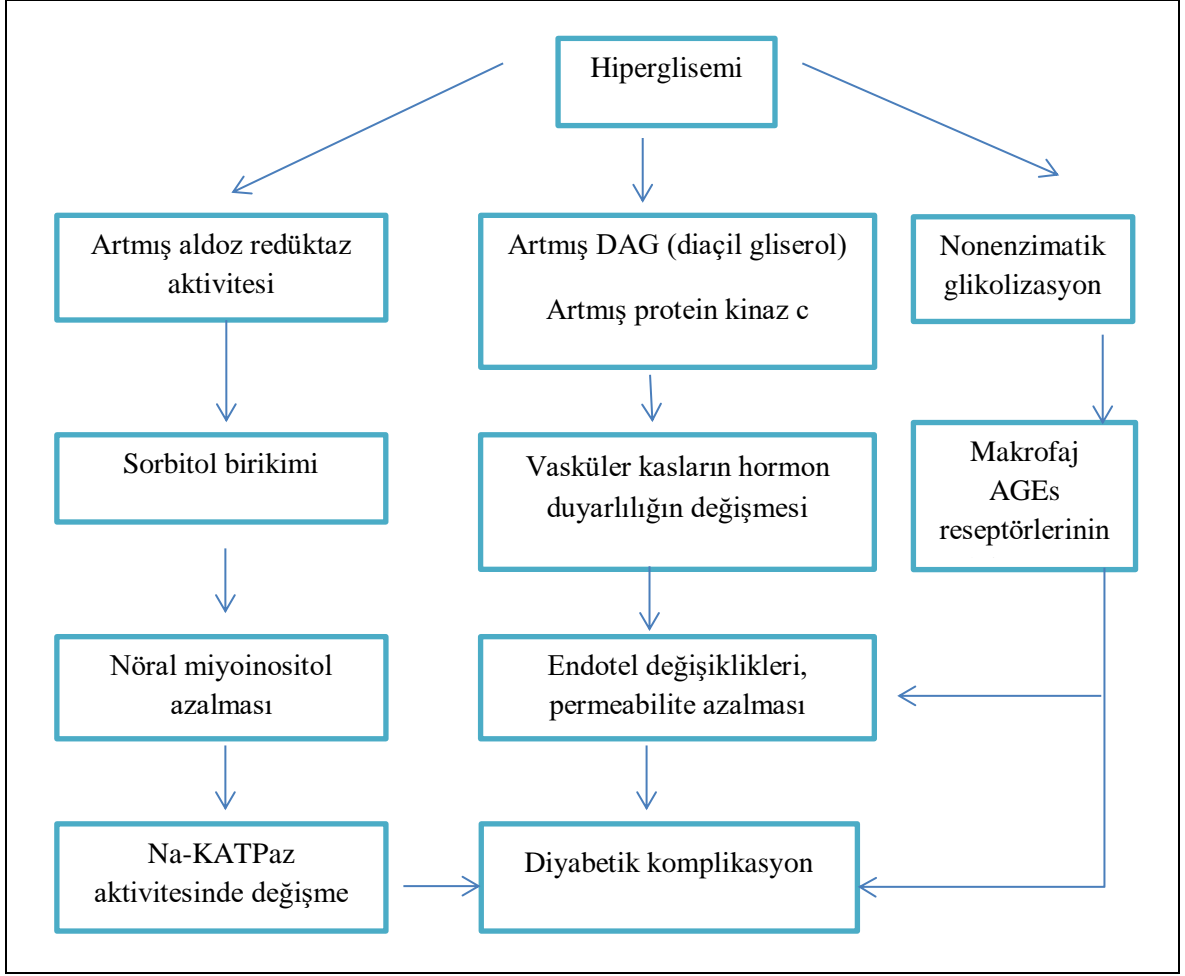 Hiperglisemi
Artmış aldoz redüktaz
aktivitesi
Artmış DAG (diaçil gliserol)
Artmış protein kinaz c
Nonenzimatik
glikolizasyon
Sorbitol birikimi
Vasküler kasların hormon
duyarlılığın değişmesi
Makrofaj
AGEs
reseptörlerinin
Nöral miyoinositol
azalması
Endotel değişiklikleri,
permeabilite azalması
Na-KATPaz
aktivitesinde değişme
Diyabetik komplikasyon